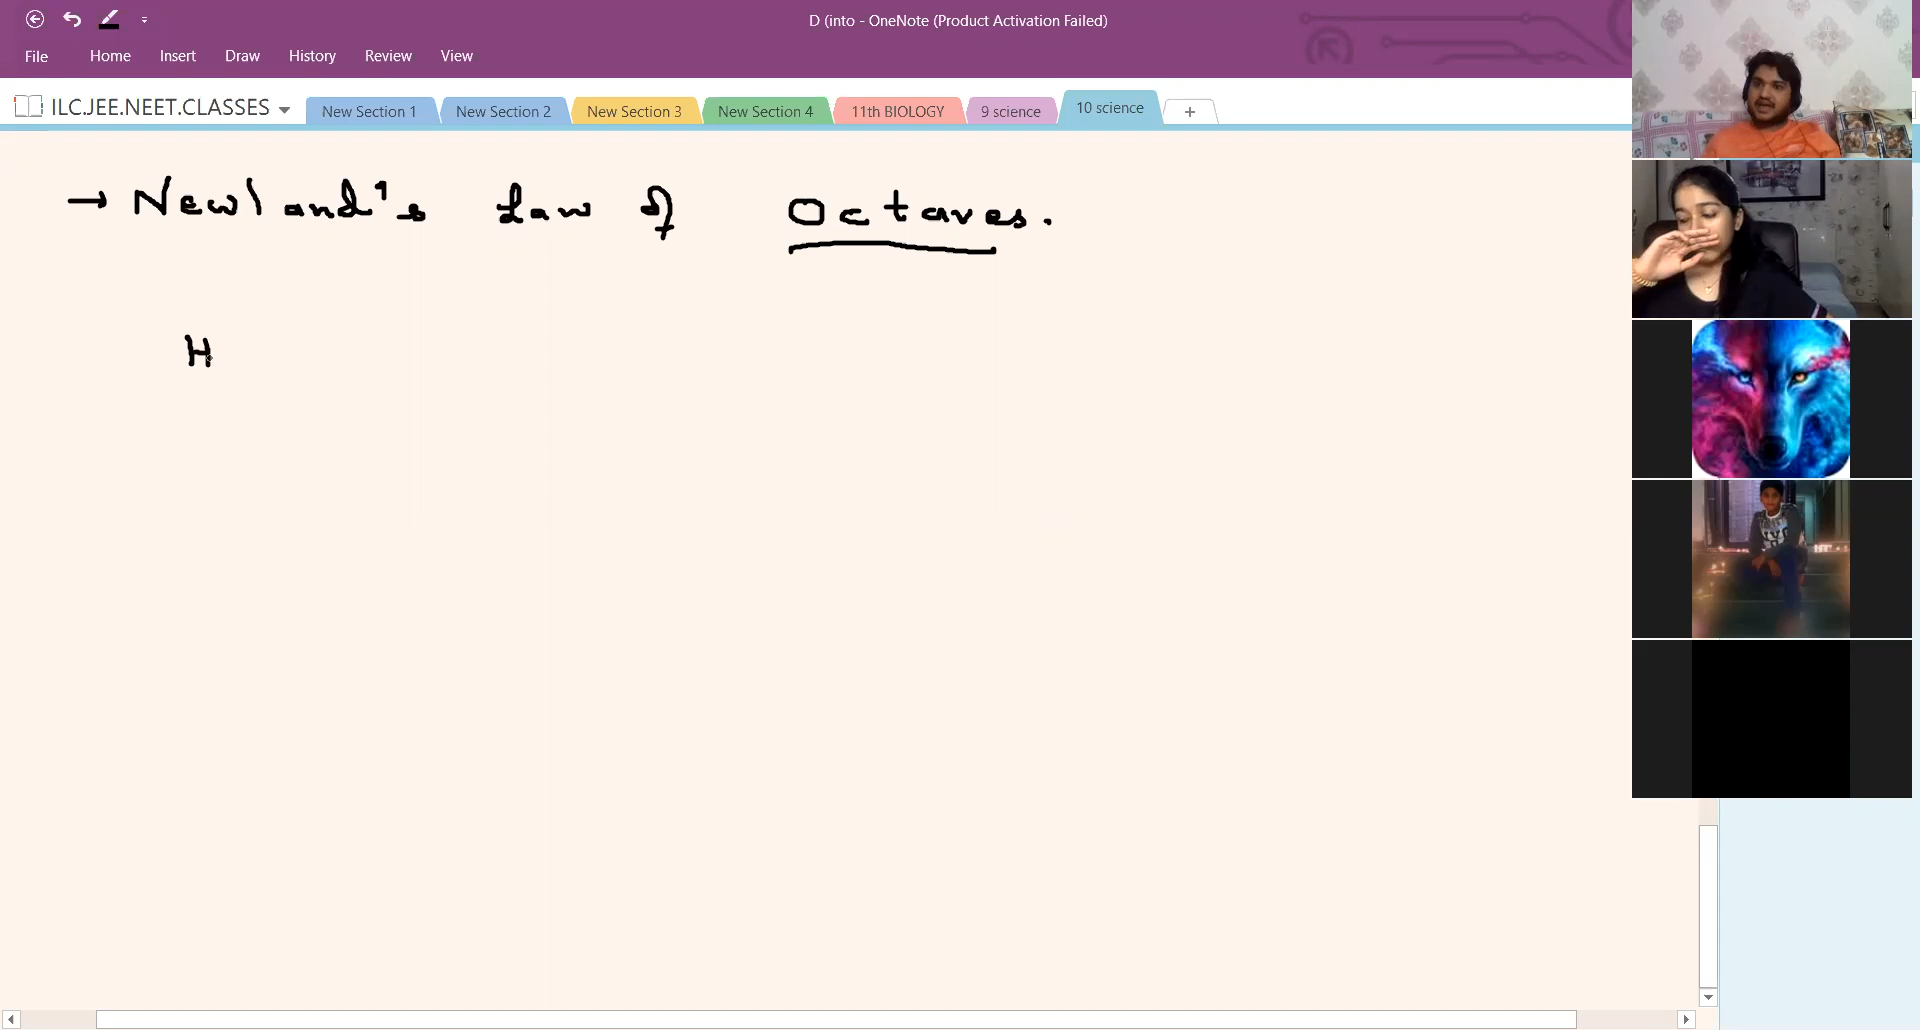 D (into - OneNote (Product Activation Failed)
File Home Insert Draw History Review View
ILC.JEE.NEET.CLASSES New Section 1 New Section 2 New Section 3 New Section 4 11th BIOLOGY 9 science 10 science +
→ Newland's Law of Octaves.
H